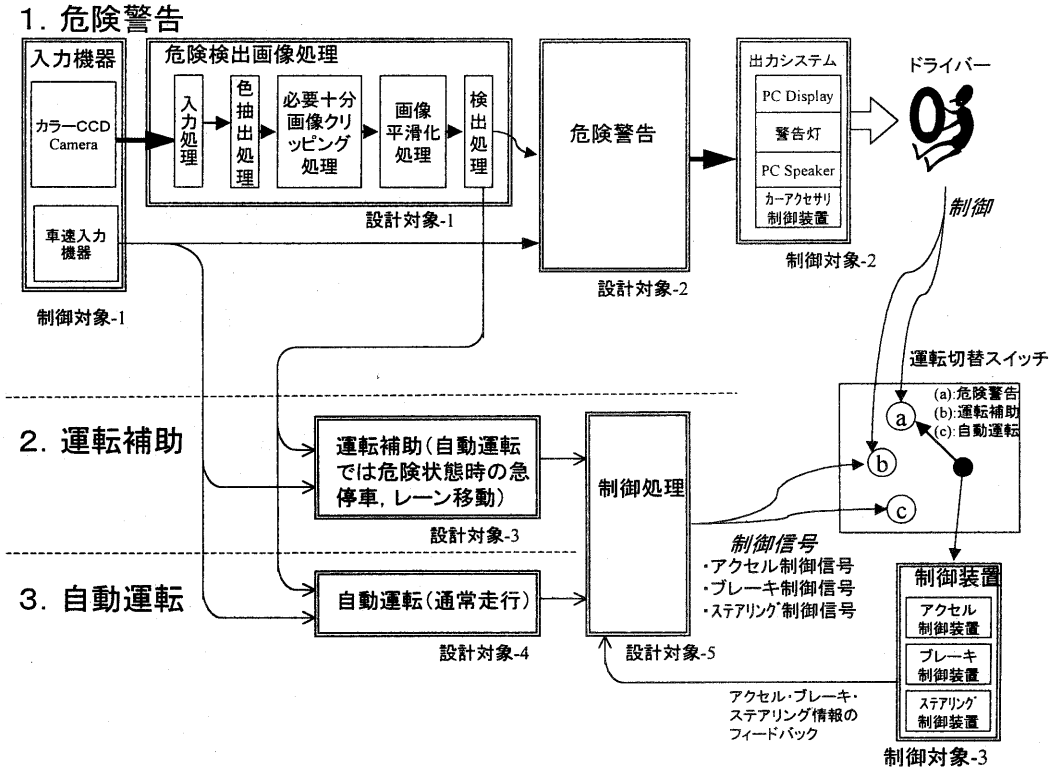 1. 危険警告
入力機器
カラーCCD
Camera
車速入力
機器
制御対象-1
危険検出画像処理
入力処理
色抽出処理
必要十分
画像クリ
ッピング
処理
画像
平滑化
処理
検出処理
設計対象-1
危険警告
設計対象-2
出力システム
PC Display
警告灯
PC Speaker
カーアクセサリ
制御装置
制御対象-2
ドライバー
制御
運転切替スイッチ
(a):危険警告
(b):運転補助
(c):自動運転
a
b
c
2. 運転補助
運転補助(自動運転
では危険状態時の急
停車,レーン移動)
設計対象-3
制御処理
設計対象-5
制御信号
・アクセル制御信号
・ブレーキ制御信号
・ステアリング制御信号
3. 自動運転
自動運転(通常走行)
設計対象-4
制御装置
アクセル
制御装置
ブレーキ
制御装置
ステアリング
制御装置
制御対象-3
アクセル・ブレーキ・
ステアリング情報の
フィードバック